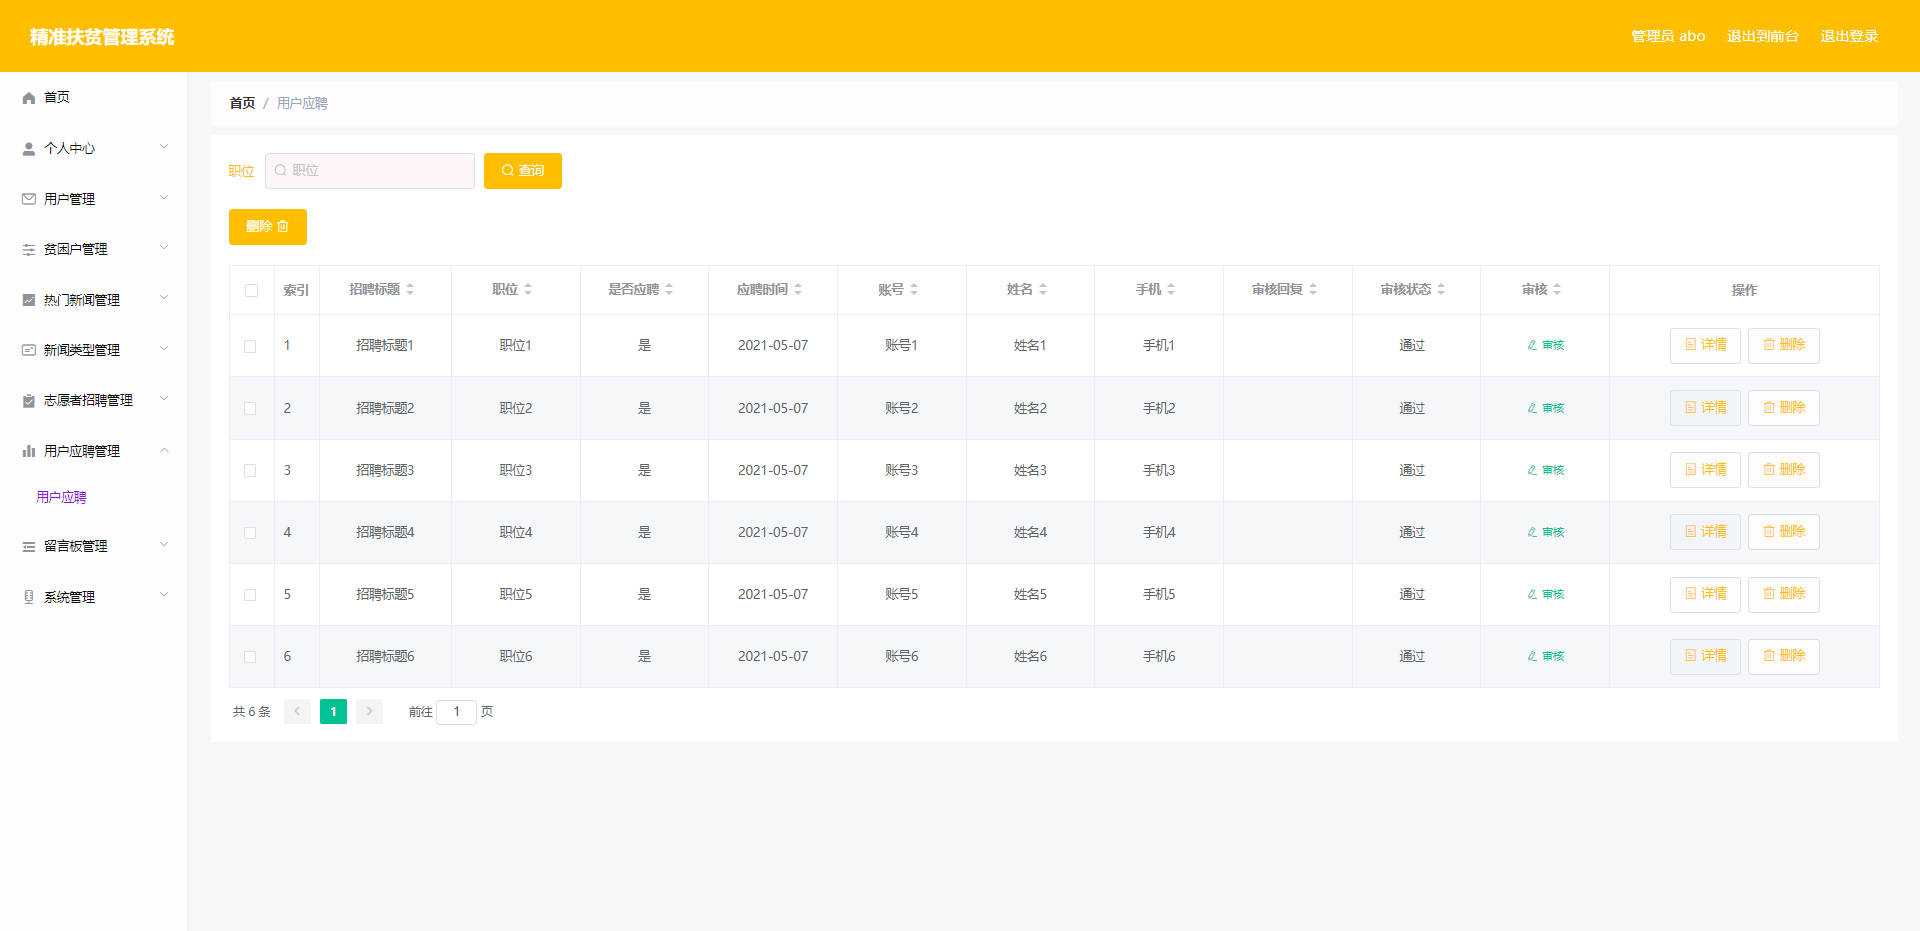 精准扶贫管理系统
管理员 abo 退出到前台 退出登录
首页
个人中心
用户管理
贫困户管理
热门新闻管理
新闻类型管理
志愿者招聘管理
用户应聘管理
用户应聘
留言板管理
系统管理
首页 / 用户应聘
职位 职位 查询
删除
索引 招聘标题 职位 是否应聘 应聘时间 账号 姓名 手机 审核回复 审核状态 审核 操作
1 招聘标题1 职位1 是 2021-05-07 账号1 姓名1 手机1 通过 审核 详情 删除
2 招聘标题2 职位2 是 2021-05-07 账号2 姓名2 手机2 通过 审核 详情 删除
3 招聘标题3 职位3 是 2021-05-07 账号3 姓名3 手机3 通过 审核 详情 删除
4 招聘标题4 职位4 是 2021-05-07 账号4 姓名4 手机4 通过 审核 详情 删除
5 招聘标题5 职位5 是 2021-05-07 账号5 姓名5 手机5 通过 审核 详情 删除
6 招聘标题6 职位6 是 2021-05-07 账号6 姓名6 手机6 通过 审核 详情 删除
共 6 条 1 前往 1 页